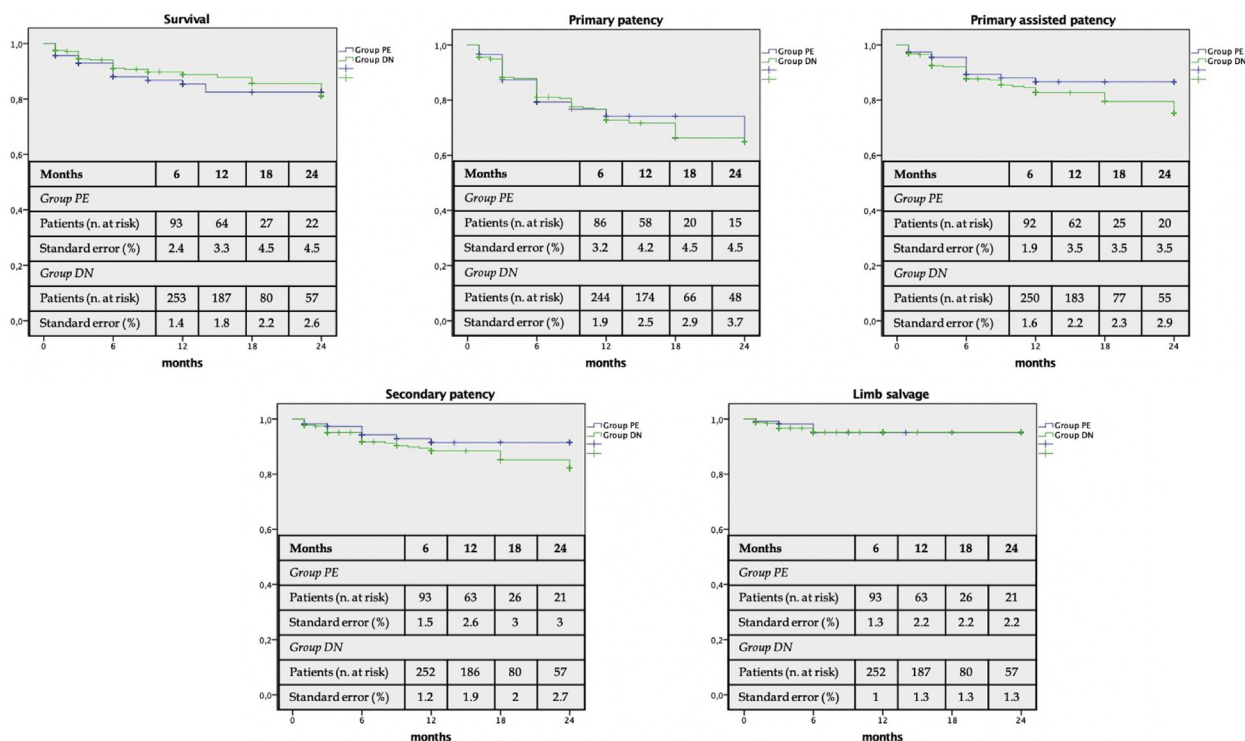 Survival
1,0
0,8
0,6
0,4
0,2
0,0
Group PE
Group DN
Months 6 12 18 24
Group PE
Patients (n. at risk) 93 64 27 22
Standard error (%) 2.4 3.3 4.5 4.5
Group DN
Patients (n. at risk) 253 187 80 57
Standard error (%) 1.4 1.8 2.2 2.6
0 6 12 18 24
months
Primary patency
1,0
0,8
0,6
0,4
0,2
0,0
Group PE
Group DN
Months 6 12 18 24
Group PE
Patients (n. at risk) 86 58 20 15
Standard error (%) 3.2 4.2 4.5 4.5
Group DN
Patients (n. at risk) 244 174 66 48
Standard error (%) 1.9 2.5 2.9 3.7
0 6 12 18 24
months
Primary assisted patency
1,0
0,8
0,6
0,4
0,2
0,0
Group PE
Group DN
Months 6 12 18 24
Group PE
Patients (n. at risk) 92 62 25 20
Standard error (%) 1.9 3.5 3.5 3.5
Group DN
Patients (n. at risk) 250 183 77 55
Standard error (%) 1.6 2.2 2.3 2.9
0 6 12 18 24
months
Secondary patency
1,0
0,8
0,6
0,4
0,2
0,0
Group PE
Group DN
Months 6 12 18 24
Group PE
Patients (n. at risk) 93 63 26 21
Standard error (%) 1.5 2.6 3 3
Group DN
Patients (n. at risk) 252 186 80 57
Standard error (%) 1.2 1.9 2 2.7
0 6 12 18 24
months
Limb salvage
1,0
0,8
0,6
0,4
0,2
0,0
Group PE
Group DN
Months 6 12 18 24
Group PE
Patients (n. at risk) 93 63 26 21
Standard error (%) 1.3 2.2 2.2 2.2
Group DN
Patients (n. at risk) 252 187 80 57
Standard error (%) 1 1.3 1.3 1.3
0 6 12 18 24
months